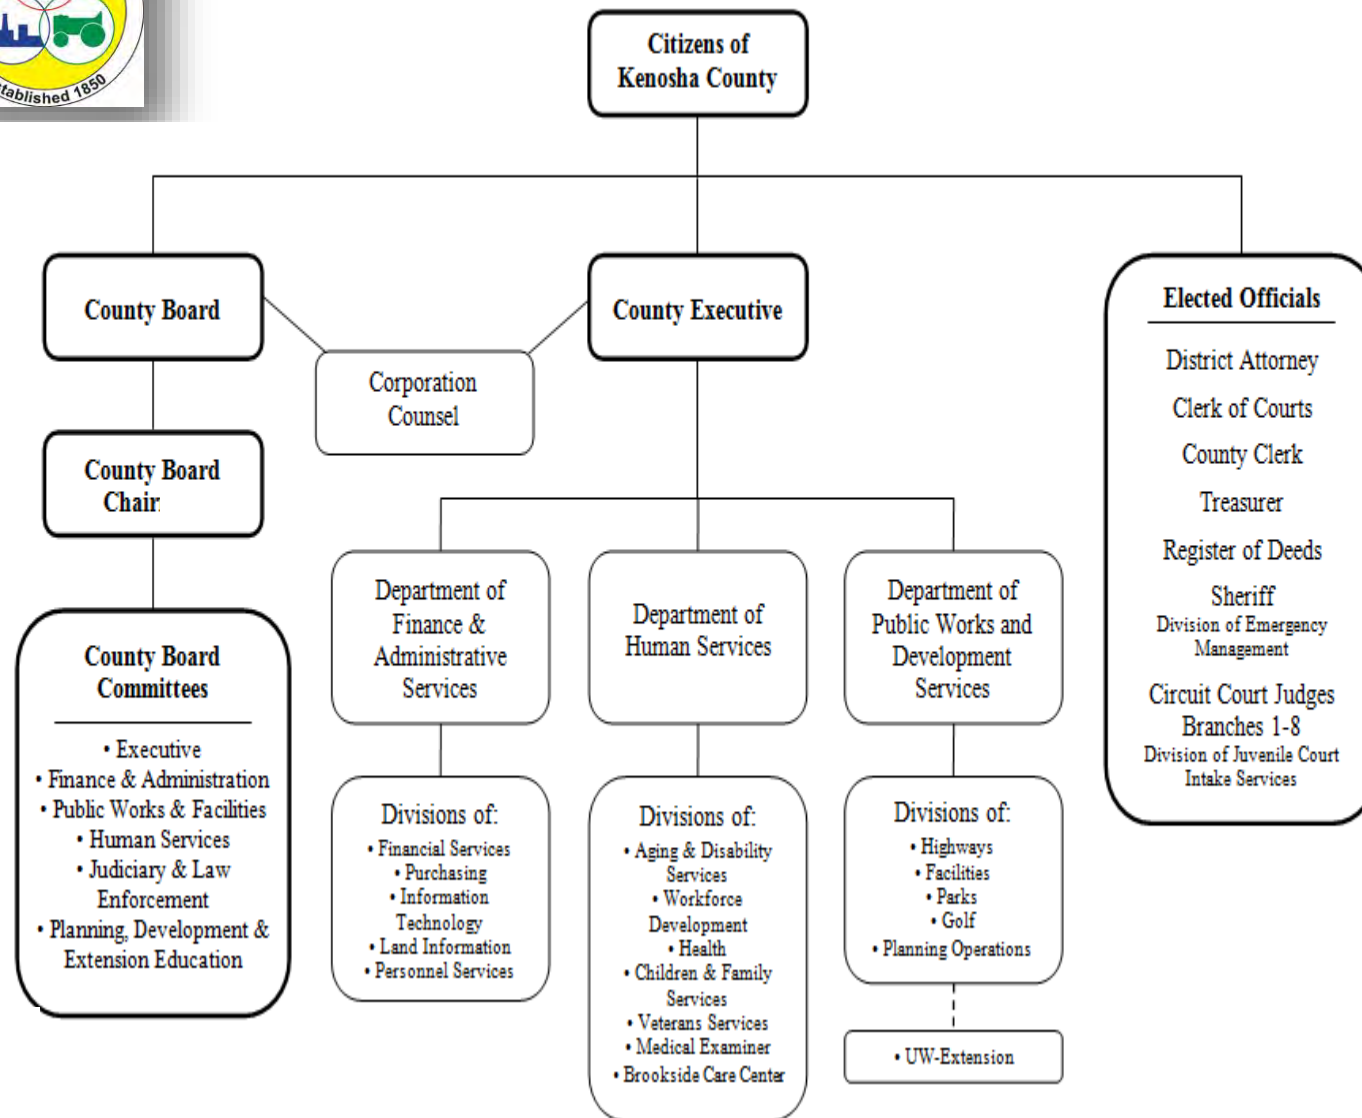 tablished 1850
Citizens of
Kenosha County
County Board
County Executive
Corporation
Counsel
County Board
Chair
County Board
Committees
• Executive
• Finance & Administration
• Public Works & Facilities
• Human Services
• Judiciary & Law
Enforcement
• Planning, Development &
Extension Education
Department of
Finance &
Administrative
Services
Divisions of:
• Financial Services
• Purchasing
• Information
Technology
• Land Information
• Personnel Services
Department of
Human Services
Divisions of:
• Aging & Disability
Services
• Workforce
Development
• Health
• Children & Family
Services
• Veterans Services
• Medical Examiner
• Brookside Care Center
Department of
Public Works and
Development
Services
Divisions of:
• Highways
• Facilities
• Parks
• Golf
• Planning Operations
• UW-Extension
Elected Officials
District Attorney
Clerk of Courts
County Clerk
Treasurer
Register of Deeds
Sheriff
Division of Emergency
Management
Circuit Court Judges
Branches 1-8
Division of Juvenile Court
Intake Services